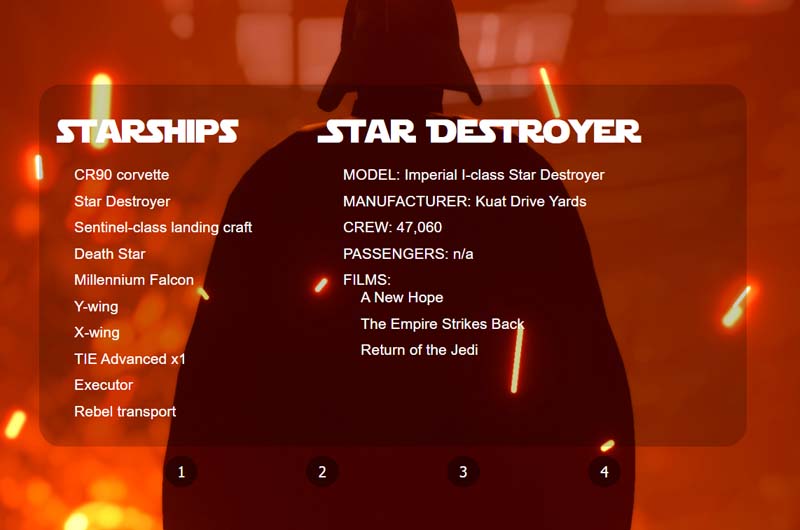 STARSHIPS
CR90 corvette
Star Destroyer
Sentinel-class landing craft
Death Star
Millennium Falcon
Y-wing
X-wing
TIE Advanced x1
Executor
Rebel transport
STAR DESTROYER
MODEL: Imperial I-class Star Destroyer
MANUFACTURER: Kuat Drive Yards
CREW: 47,060
PASSENGERS: n/a
FILMS:
A New Hope
The Empire Strikes Back
Return of the Jedi
1 2 3 4